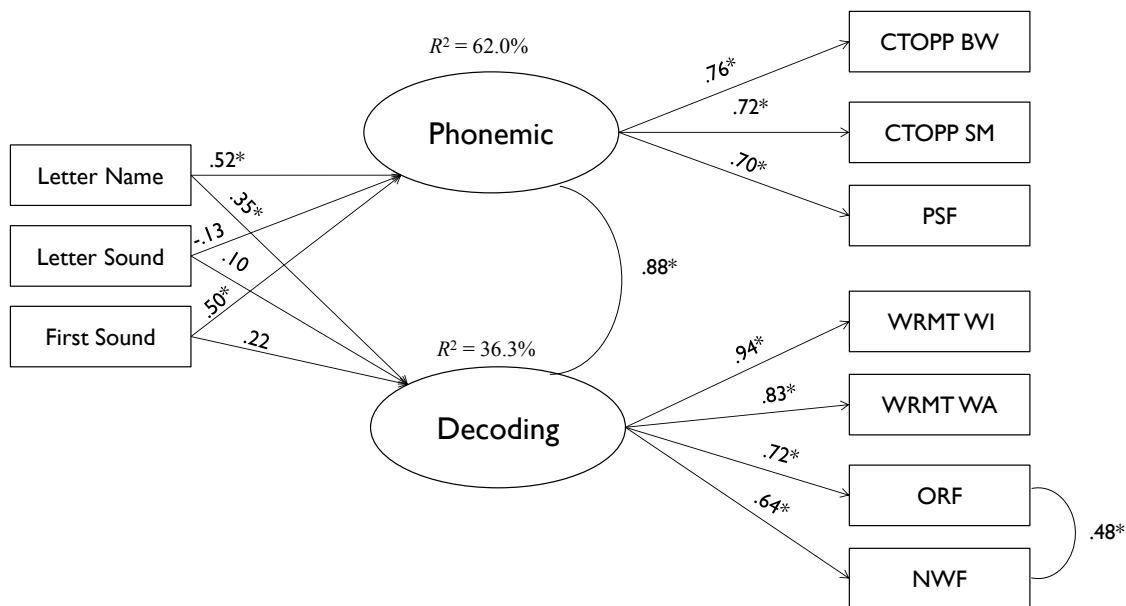 R² = 62.0%
CTOPP BW
.76*
Phonemic
.72*
CTOPP SM
.70*
PSF
Letter Name
.52*
.35*
Letter Sound
-.13
.10
.88*
First Sound
.50*
.22
R² = 36.3%
WRMT WI
.94*
WRMT WA
.83*
Decoding
.72*
ORF
.64*
.48*
NWF